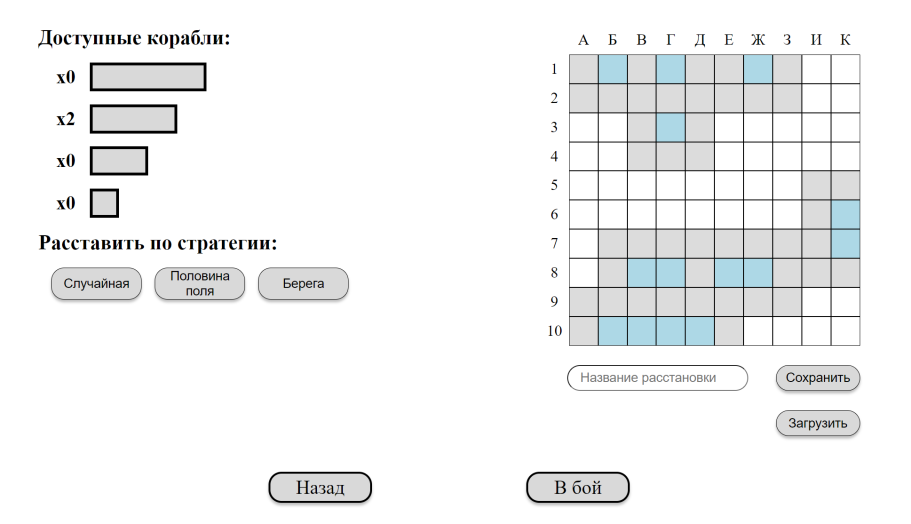 Доступные корабли:
x0
x2
x0
x0
Расставить по стратегии:
Случайная
Половина
поля
Берега
А Б В Г Д Е Ж З И К
1
2
3
4
5
6
7
8
9
10
Название расстановки
Сохранить
Загрузить
Назад
В бой